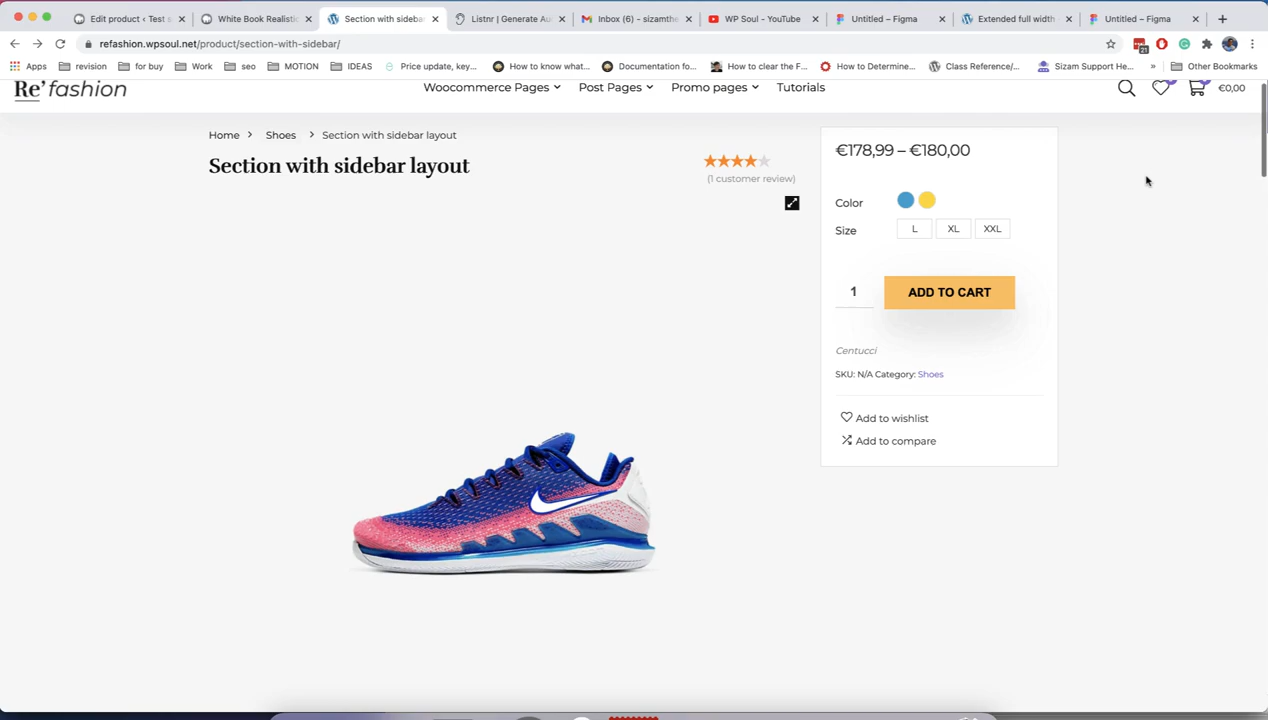 Edit product ‹ Test s
White Book Realistic
Section with sidebar
Listnr | Generate Au
Inbox (6) - sizamthe
WP Soul - YouTube
Untitled – Figma
Extended full width
Untitled – Figma
refashion.wpsoul.net/product/section-with-sidebar/
21
Apps
revision
for buy
Work
seo
MOTION
IDEAS
Price update, key...
How to know what...
Documentation fo...
How to clear the F...
How to Determine...
Class Reference/...
Sizam Support He...
»
Other Bookmarks
Re’fashion
Woocommerce Pages
Post Pages
Promo pages
Tutorials
€0,00
Home
Shoes
Section with sidebar layout
Section with sidebar layout
(1 customer review)
€178,99 – €180,00
Color
Size
L
XL
XXL
1
ADD TO CART
Centucci
SKU: N/A Category: Shoes
Add to wishlist
Add to compare